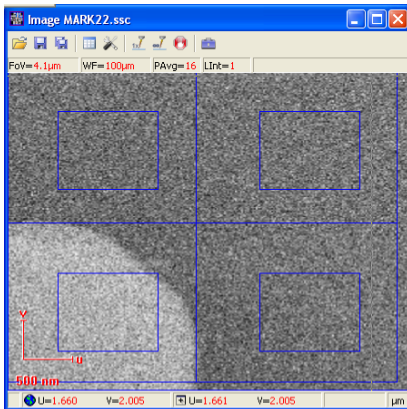 Image MARK22.ssc
FoV=4.1µm WF=100µm PAvg=16 LInt=1
V
U
500 nm
U=1.660 V=2.005 U=1.661 V=2.005 µm